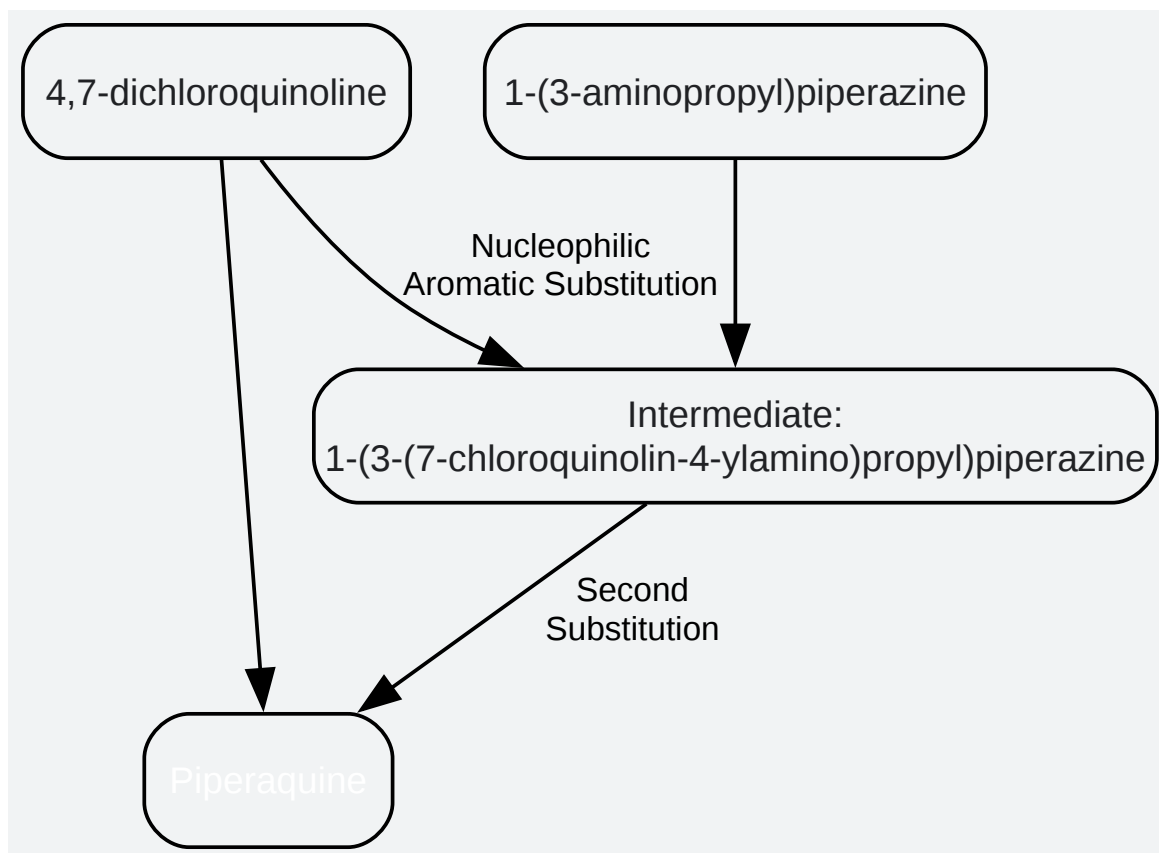 4,7-dichloroquinoline
1-(3-aminopropyl)piperazine
Nucleophilic
Aromatic Substitution
Intermediate:
1-(3-(7-chloroquinolin-4-ylamino)propyl)piperazine
Second
Substitution
Piperaquine